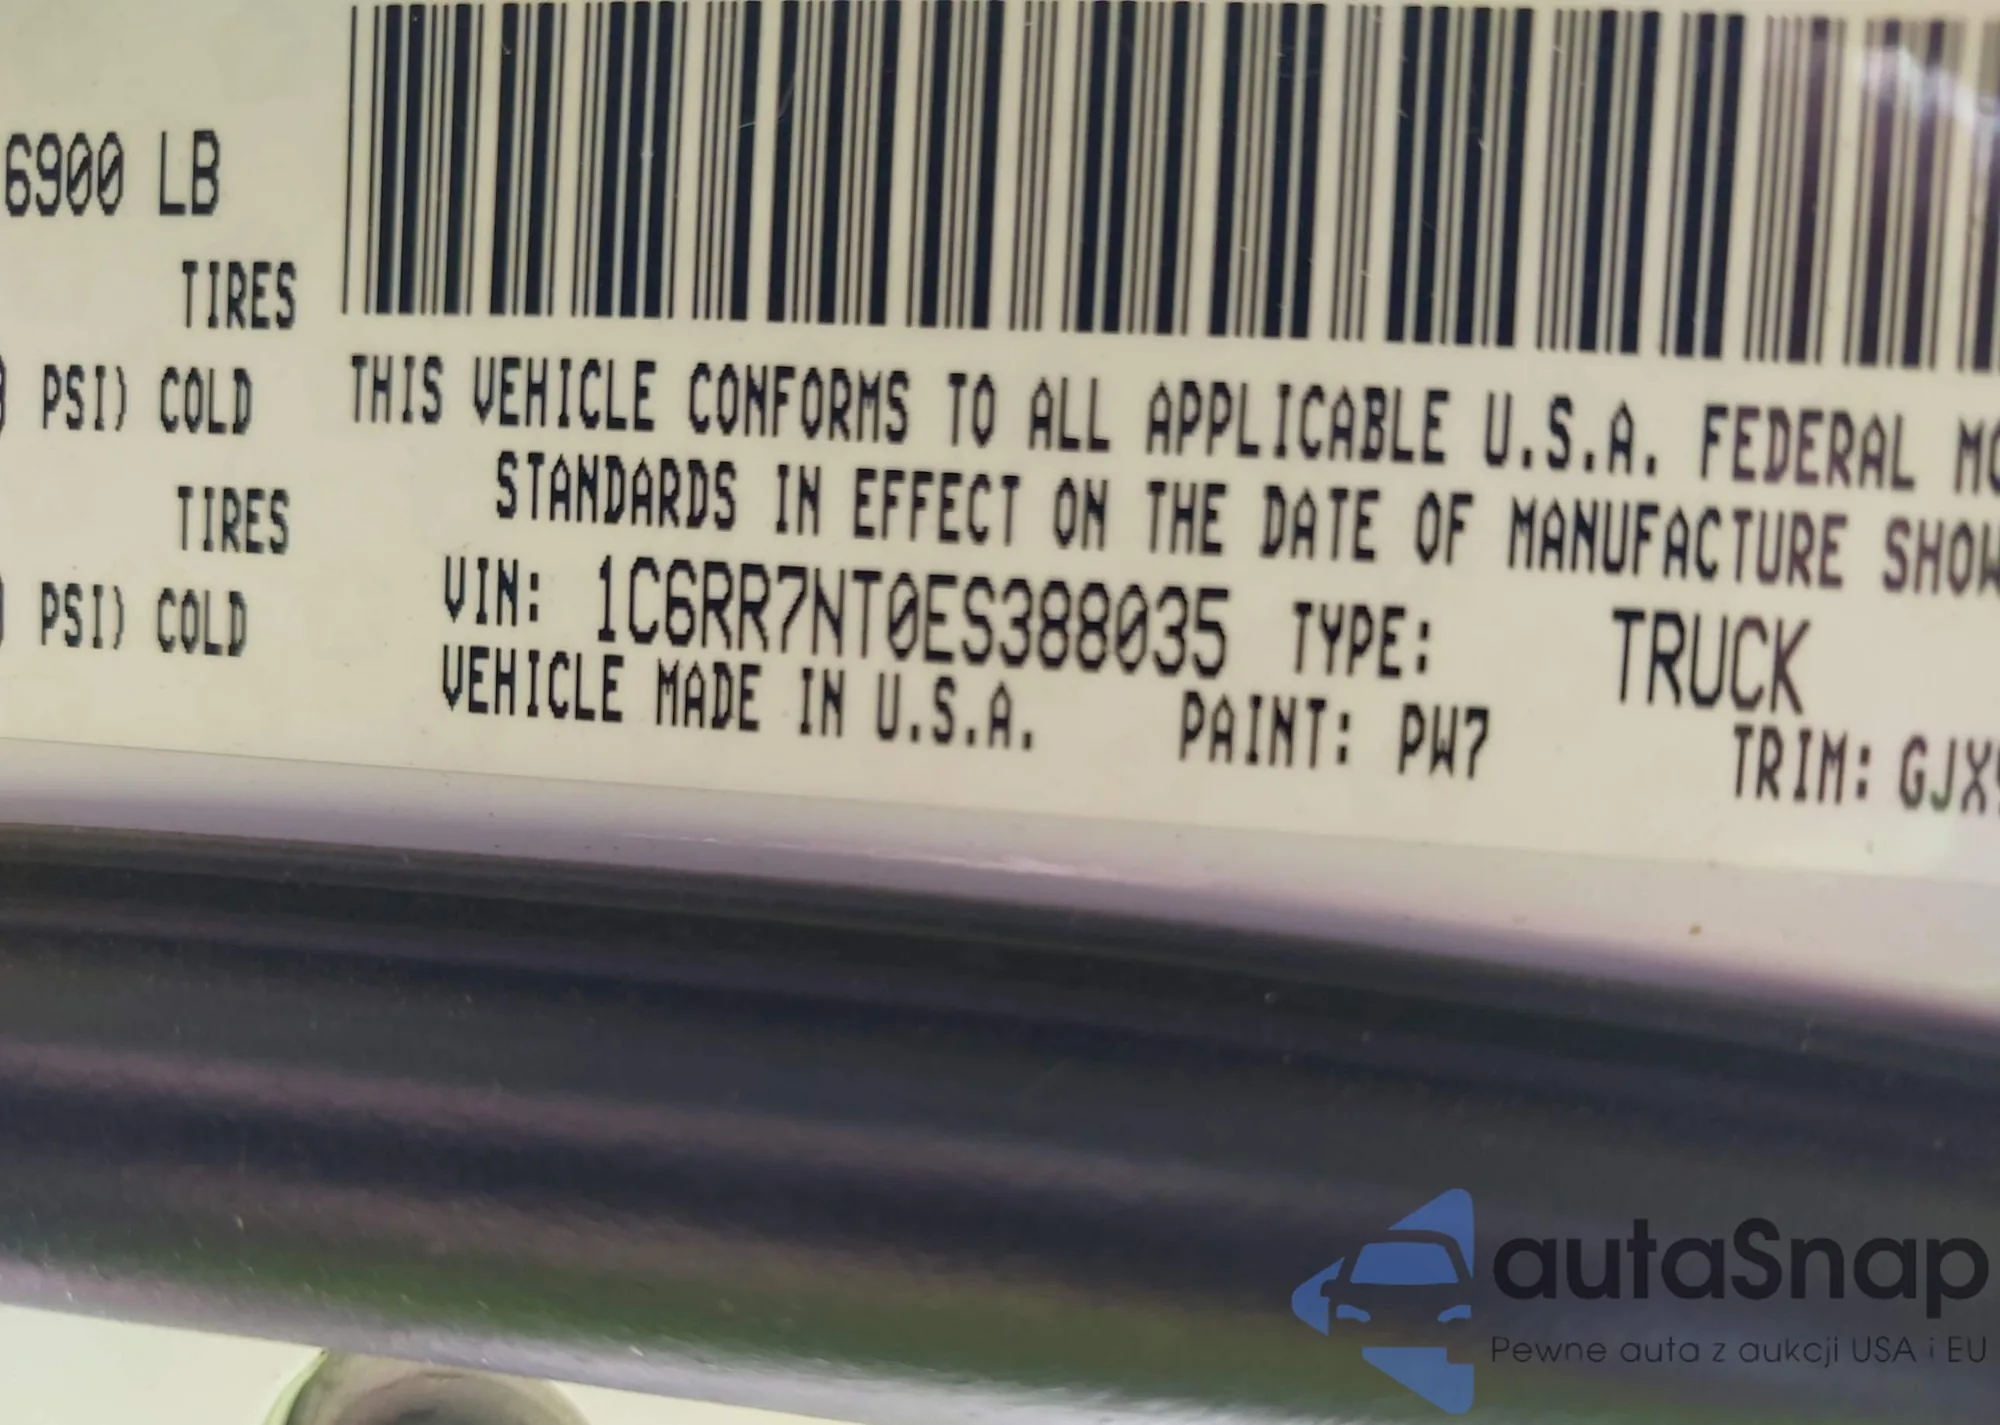 6900 LB
TIRES
PSI) COLD
TIRES
PSI) COLD
THIS VEHICLE CONFORMS TO ALL APPLICABLE U.S.A. FEDERAL
STANDARDS IN EFFECT ON THE DATE OF MANUFACTURE SHOW
VIN: 1C6RR7NT0ES388035 TYPE: TRUCK
VEHICLE MADE IN U.S.A. PAINT: PW7 TRIM: GJX9
autaSnap
Pewne auta z aukcji USA i EU